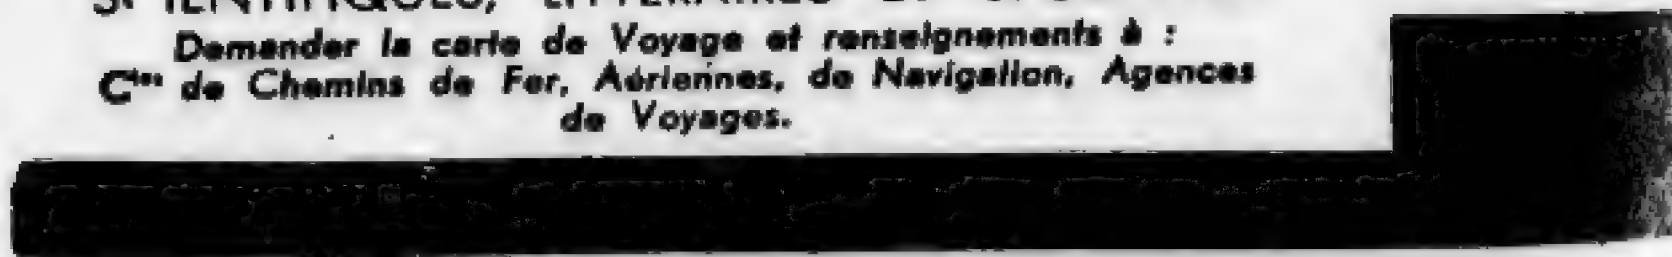 Demander la carte de Voyage et renseignements à :
Cies de Chemins de Fer, Aériennes, de Navigation, Agences
de Voyages.